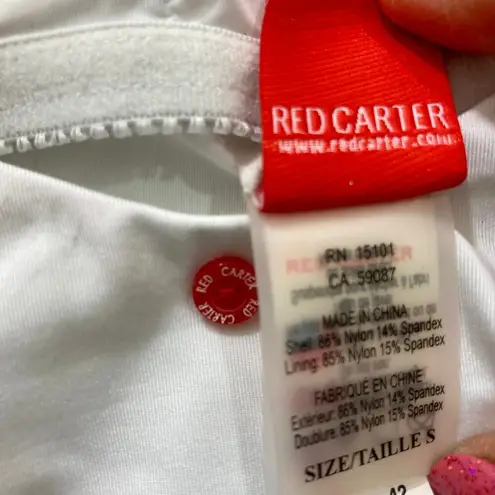 RED CARTER
www.redcarter.com
RN 15101
CA 59087
MADE IN CHINA
Shell: 86% Nylon 14% Spandex
Lining: 85% Nylon 15% Spandex
FABRIQUÉ EN CHINE
Extérieur: 86% Nylon 14% Spandex
Doublure: 85% Nylon 15% Spandex
SIZE/TAILLE S
RED CARTER RED CARTER